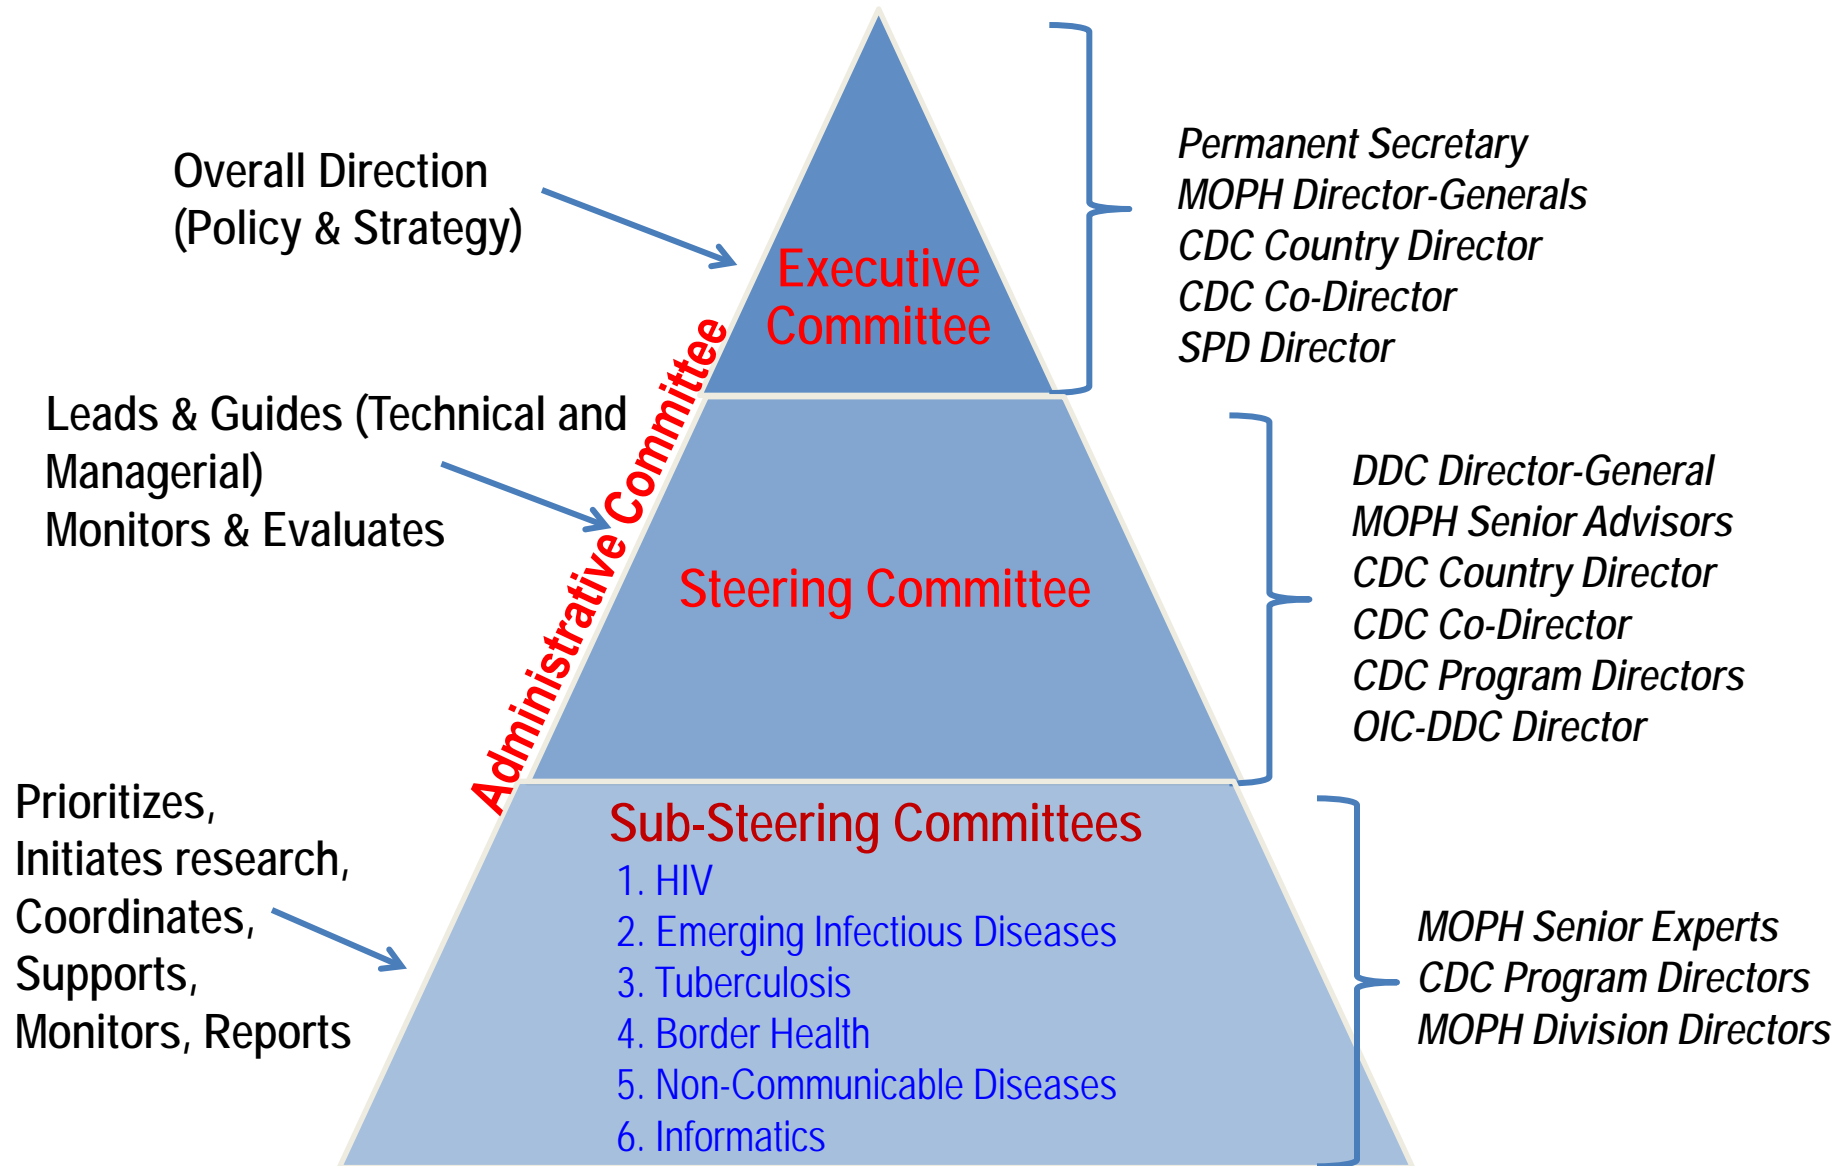 Overall Direction
(Policy & Strategy)
Executive
Committee
Permanent Secretary
MOPH Director-Generals
CDC Country Director
CDC Co-Director
SPD Director
Administrative Committee
Leads & Guides (Technical and
Managerial)
Monitors & Evaluates
Steering Committee
DDC Director-General
MOPH Senior Advisors
CDC Country Director
CDC Co-Director
CDC Program Directors
OIC-DDC Director
Prioritizes,
Initiates research,
Coordinates,
Supports,
Monitors, Reports
Sub-Steering Committees
1. HIV
2. Emerging Infectious Diseases
3. Tuberculosis
4. Border Health
5. Non-Communicable Diseases
6. Informatics
MOPH Senior Experts
CDC Program Directors
MOPH Division Directors